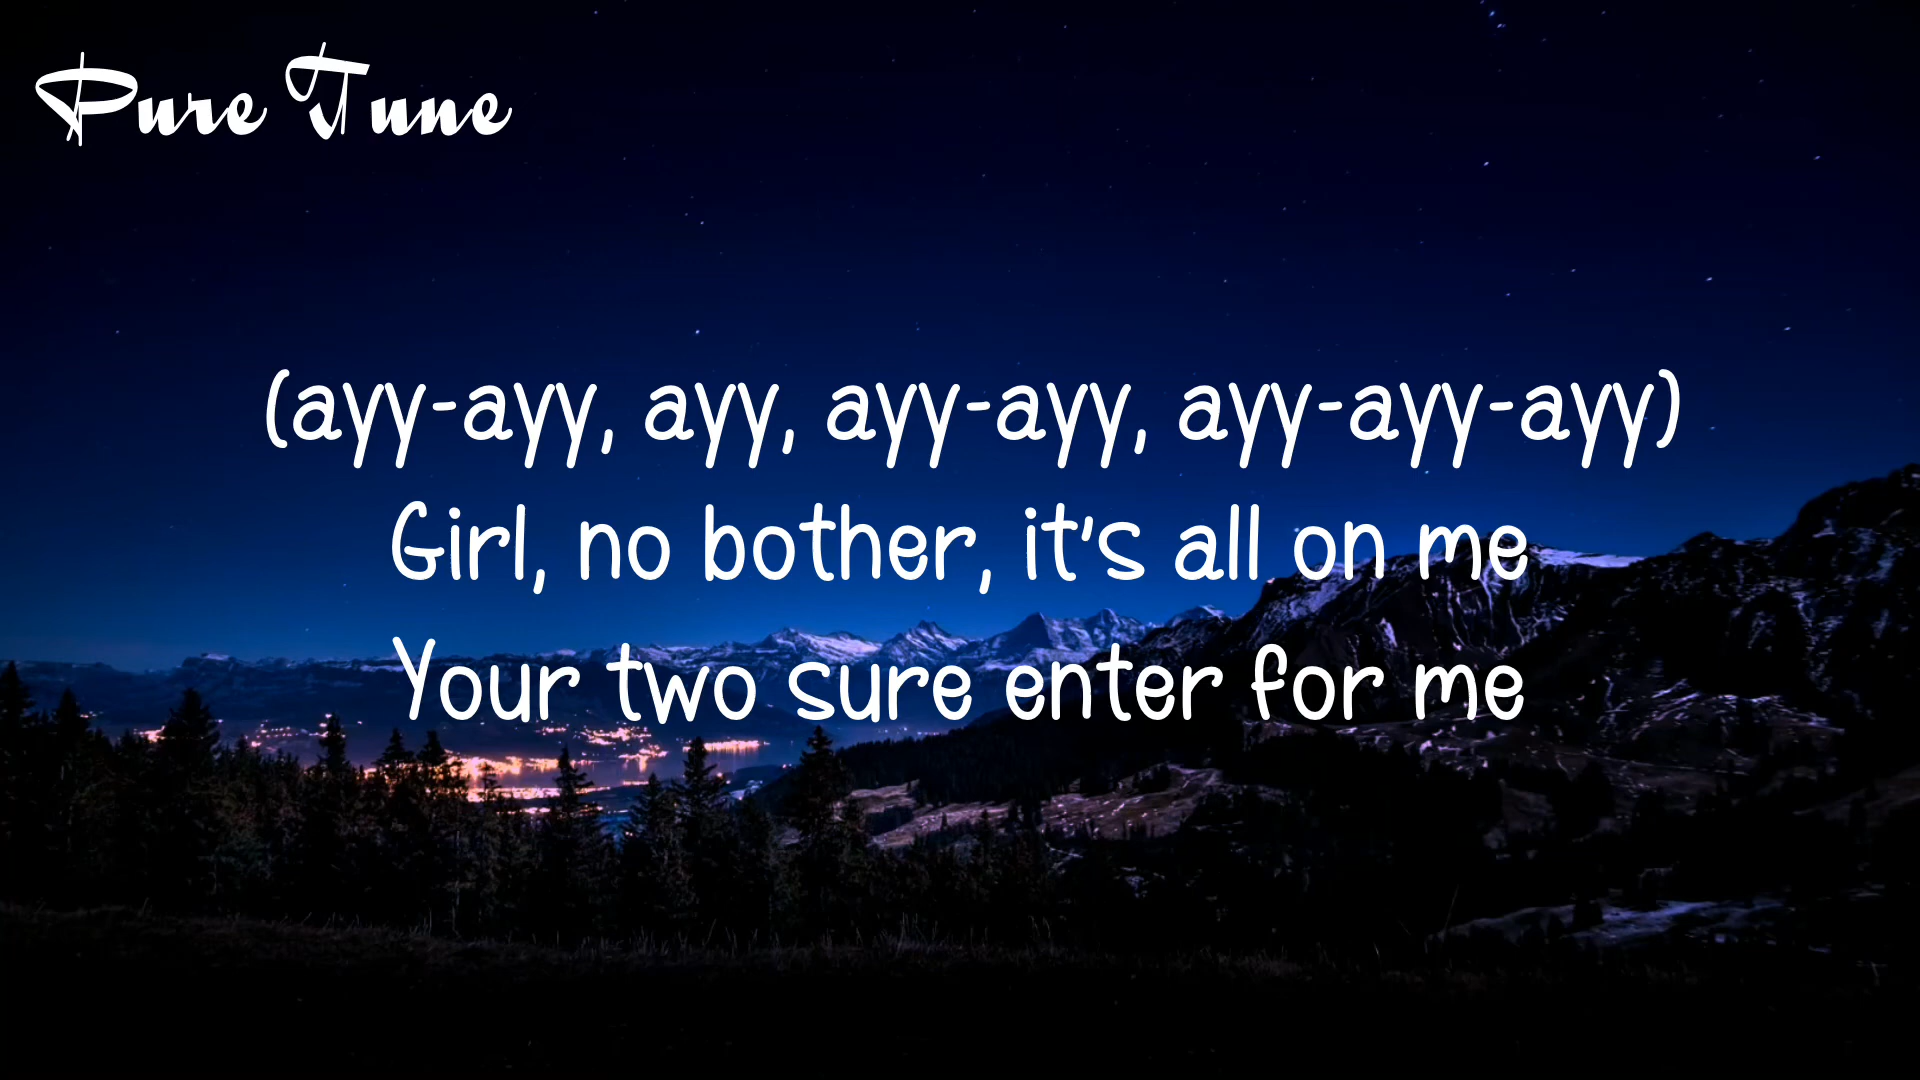 Pure Tune
(ayy-ayy, ayy, ayy-ayy, ayy-ayy-ayy)
Girl, no bother, it's all on me
Your two sure enter for me